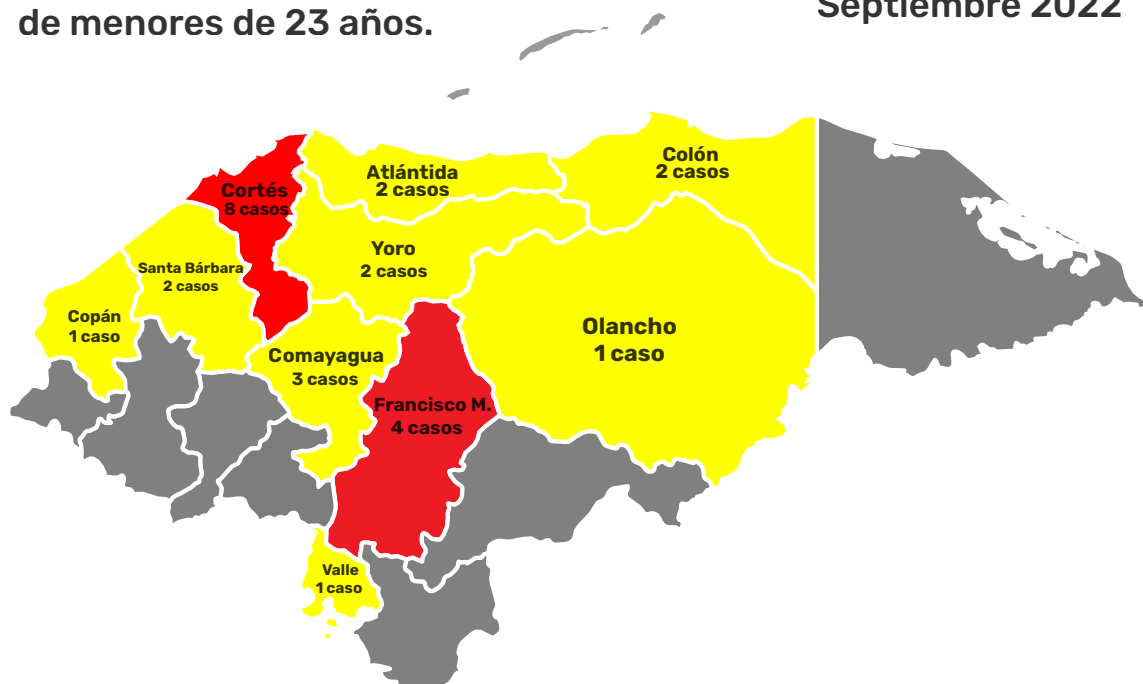 de menores de 23 años.
Septiembre 2022
Colón
2 casos
Atlántida
2 casos
Cortés
8 casos
Yoro
2 casos
Santa Bárbara
2 casos
Copán
1 caso
Olancho
1 caso
Comayagua
3 casos
Francisco M.
4 casos
Valle
1 caso